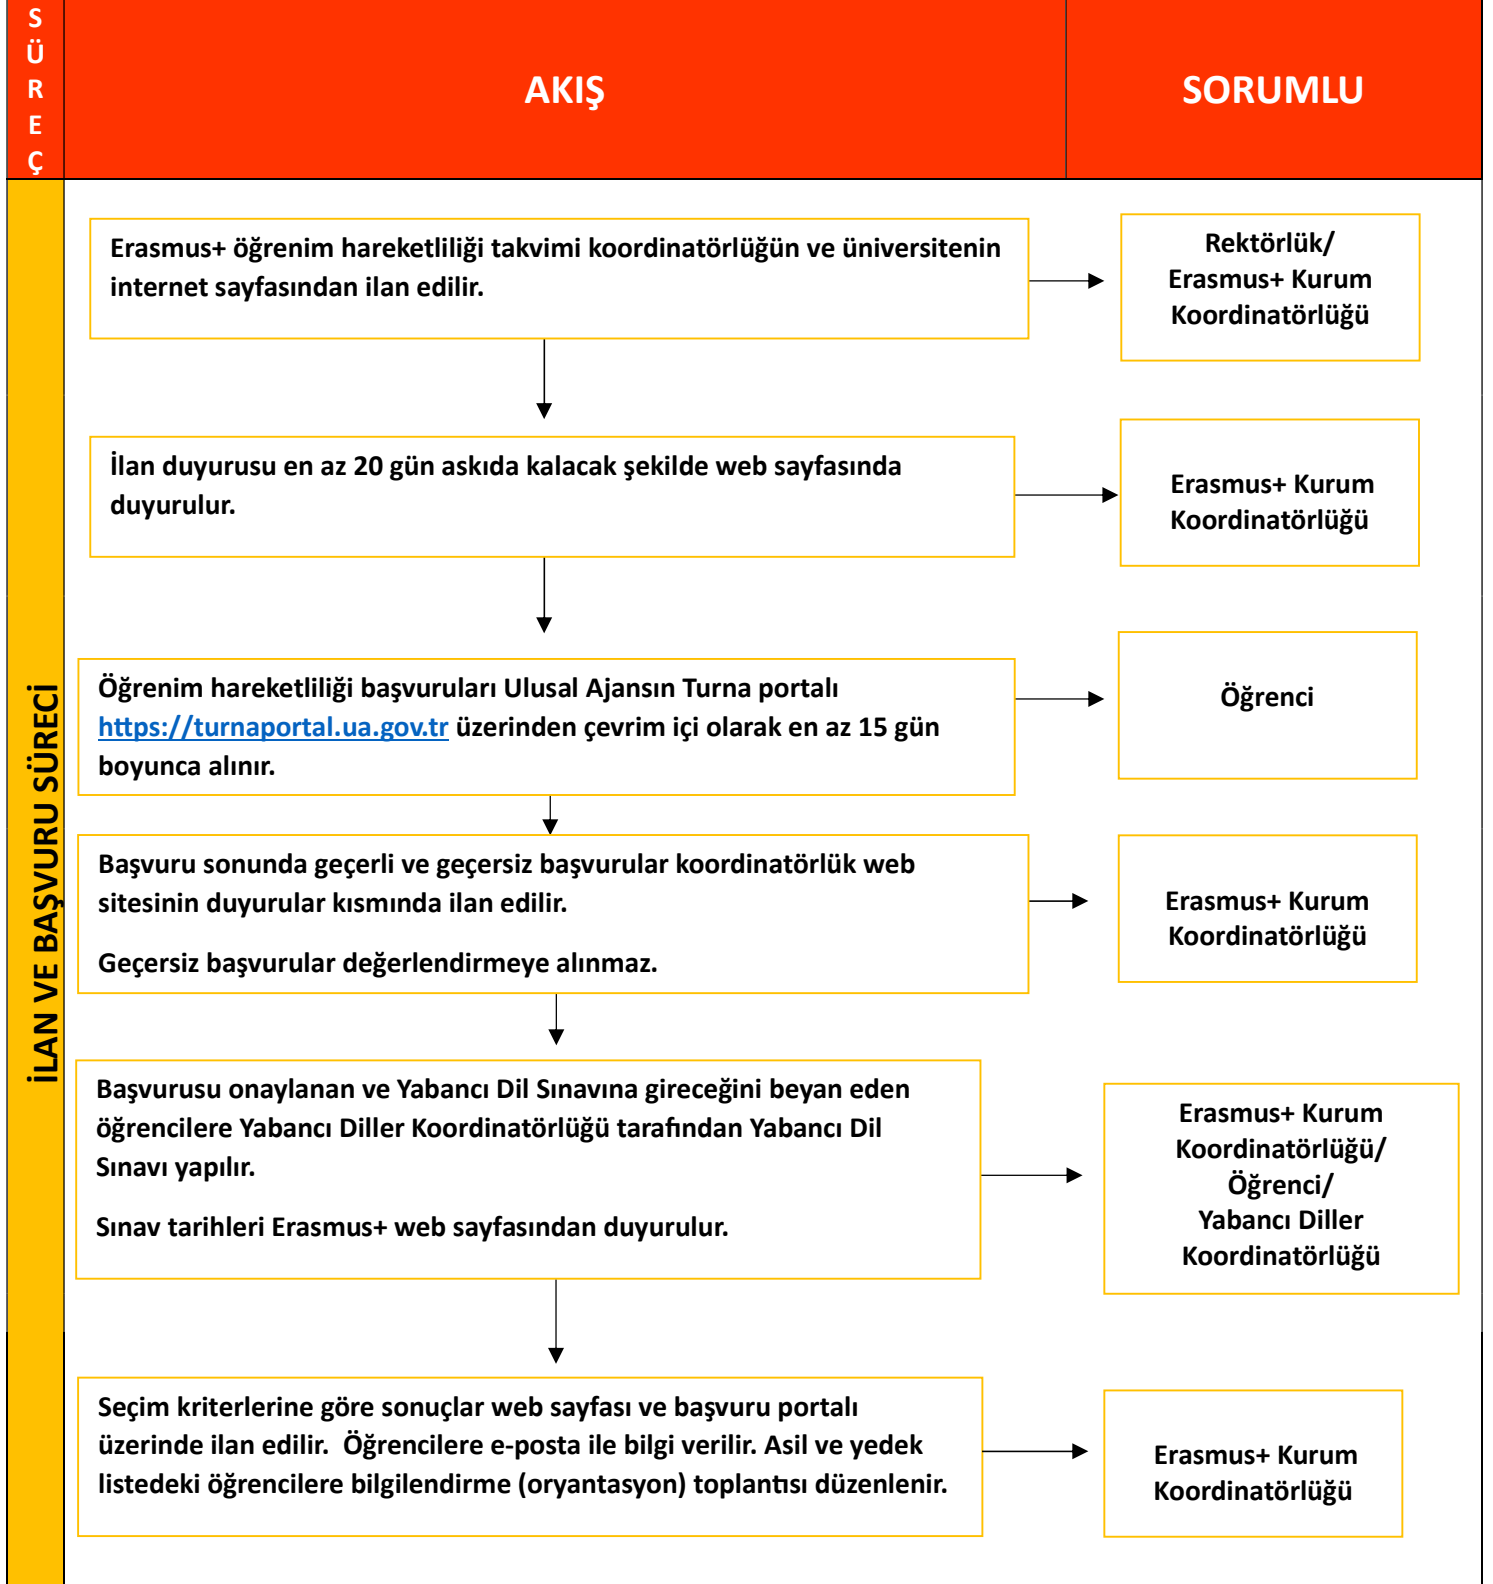 S
Ü
R
E
Ç
AKIŞ
SORUMLU
İLAN VE BAŞVURU SÜRECİ
Erasmus+ öğrenim hareketliliği takvimi koordinatörlüğün ve üniversitenin
internet sayfasından ilan edilir.
Rektörlük/
Erasmus+ Kurum
Koordinatörlüğü
İlan duyurusu en az 20 gün askıda kalacak şekilde web sayfasında
duyurulur.
Erasmus+ Kurum
Koordinatörlüğü
Öğrenim hareketliliği başvuruları Ulusal Ajansın Turna portalı
https://turnaportal.ua.gov.tr üzerinden çevrim içi olarak en az 15 gün
boyunca alınır.
Öğrenci
Başvuru sonunda geçerli ve geçersiz başvurular koordinatörlük web
sitesinin duyurular kısmında ilan edilir.
Geçersiz başvurular değerlendirmeye alınmaz.
Erasmus+ Kurum
Koordinatörlüğü
Başvurusu onaylanan ve Yabancı Dil Sınavına gireceğini beyan eden
öğrencilere Yabancı Diller Koordinatörlüğü tarafından Yabancı Dil
Sınavı yapılır.
Sınav tarihleri Erasmus+ web sayfasından duyurulur.
Erasmus+ Kurum
Koordinatörlüğü/
Öğrenci/
Yabancı Diller
Koordinatörlüğü
Seçim kriterlerine göre sonuçlar web sayfası ve başvuru portalı
üzerinde ilan edilir.  Öğrencilere e-posta ile bilgi verilir. Asil ve yedek
listedeki öğrencilere bilgilendirme (oryantasyon) toplantısı düzenlenir.
Erasmus+ Kurum
Koordinatörlüğü